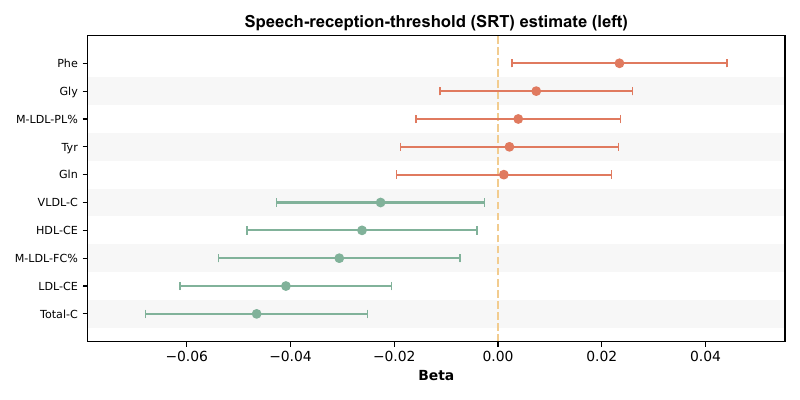 Speech-reception-threshold (SRT) estimate (left)
Phe
Gly
M-LDL-PL%
Tyr
Gln
VLDL-C
HDL-CE
M-LDL-FC%
LDL-CE
Total-C
−0.06 −0.04 −0.02 0.00 0.02 0.04
Beta